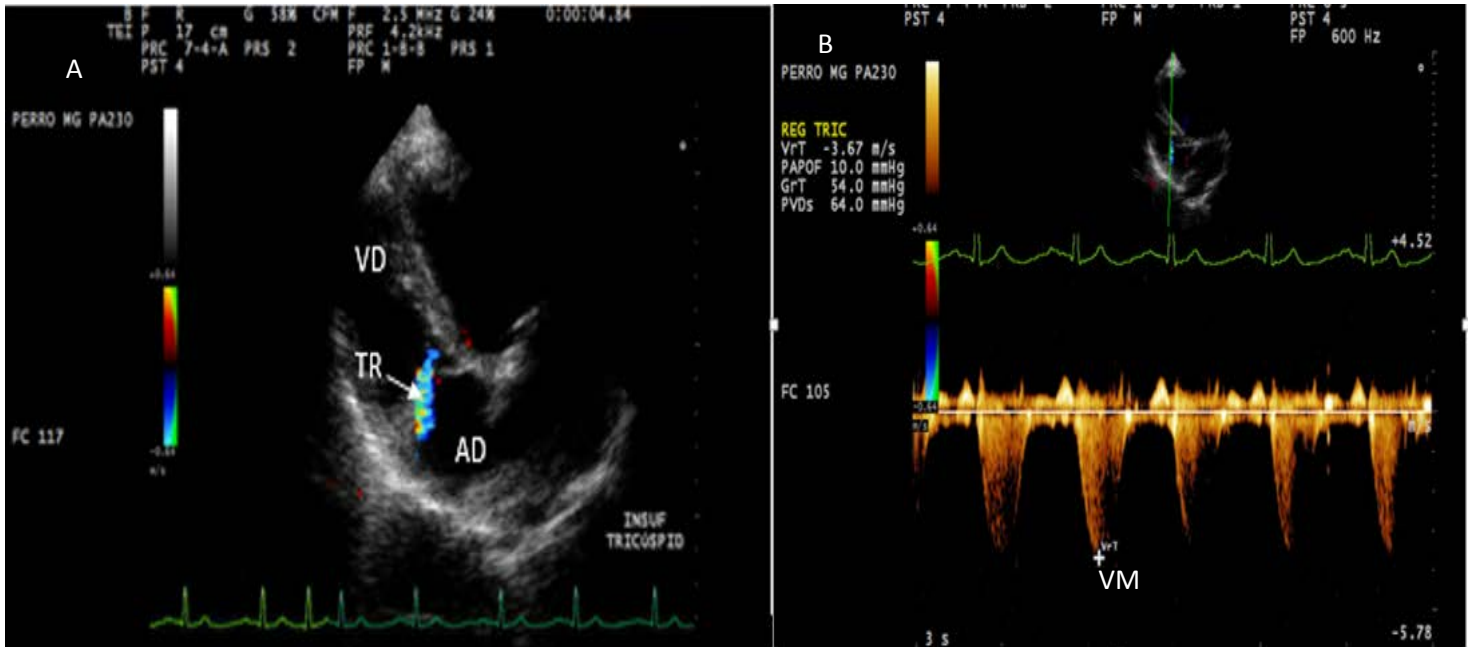 B F R G 58% CFM F 2.5 MHz G 24% 0:00:04.84
TEI P 17 cm PRF 4.2kHz
PRC 7-4-A PRS 2 PRC 1-B-B PRS 1
PST 4 FP M
A
PERRO MG PA230
VD
+0.64
TR
AD
FC 117
-0.64
m/s
INSUF
TRICÚSPID
PST 4 FP M PST 4
FP 600 Hz
B
PERRO MG PA230
REG TRIC
VrT -3.67 m/s
PAPOF 10.0 mmHg
GrT 54.0 mmHg
PVDs 64.0 mmHg
+0.64
+4.52
FC 105
-0.64
m/s
m/s
VrT
VM
3 s
-5.78